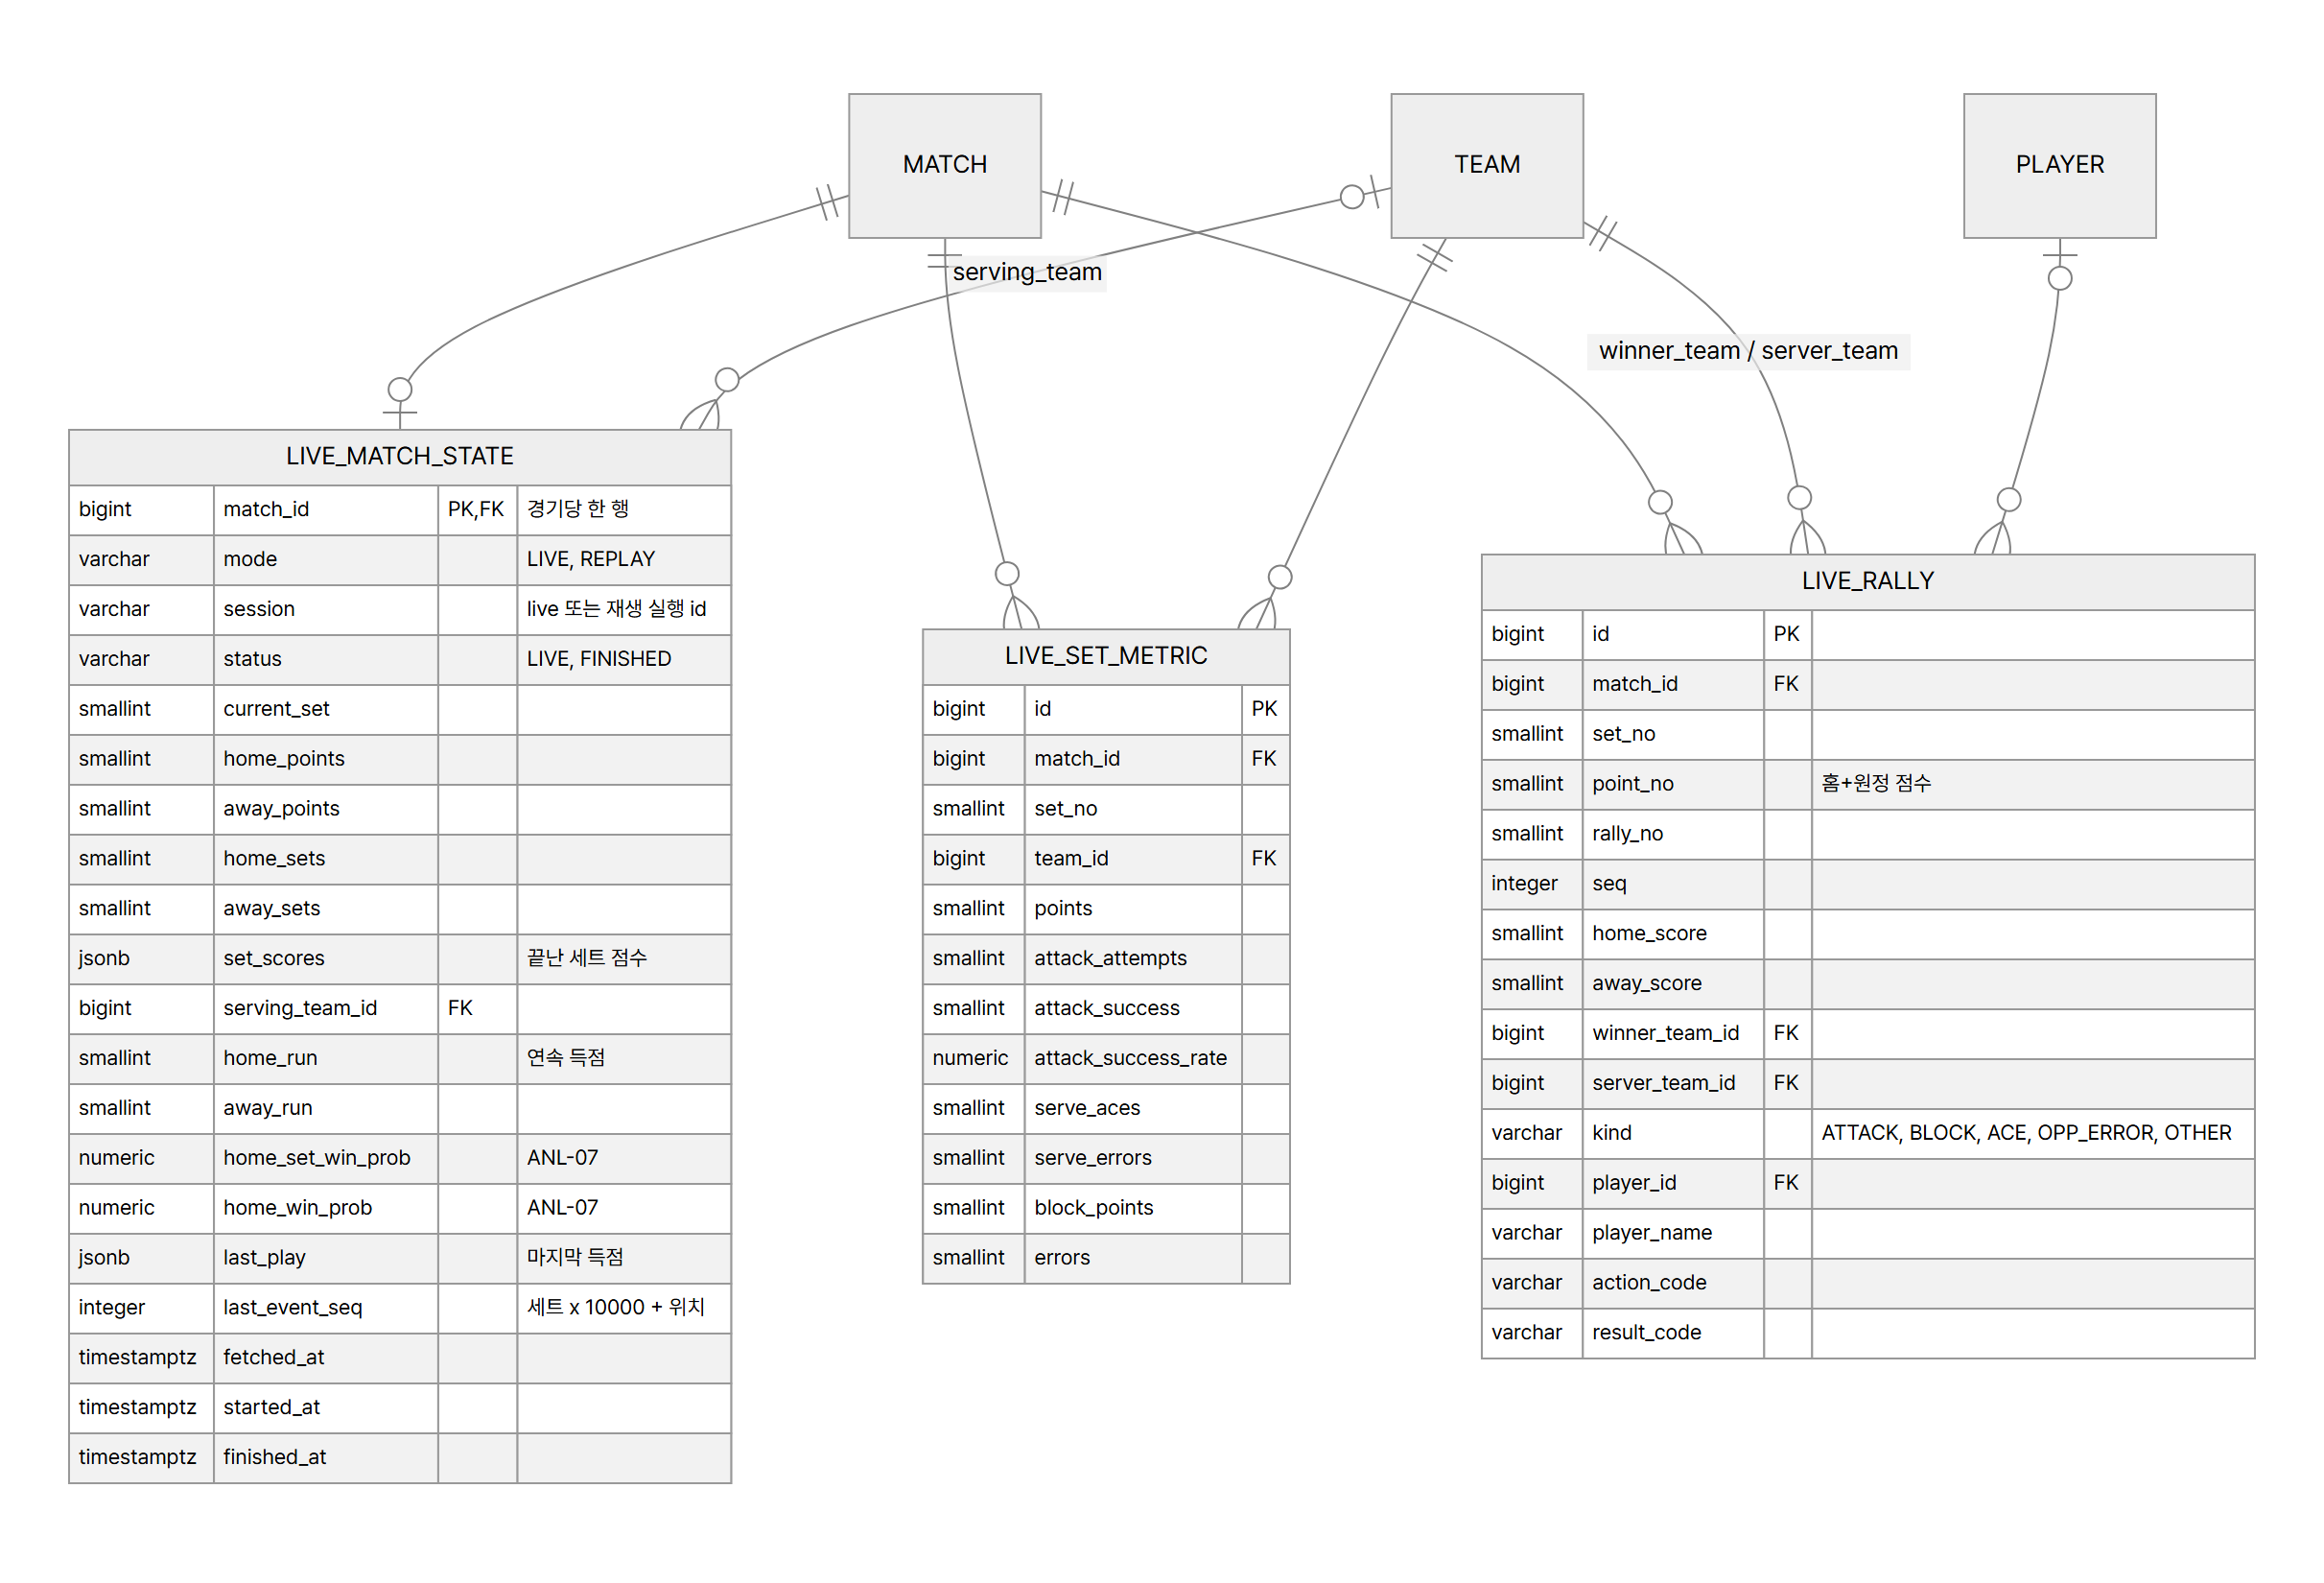 MATCH
TEAM
PLAYER
serving_team
winner_team / server_team
LIVE_MATCH_STATE
bigint match_id PK,FK 경기당 한 행
varchar mode LIVE, REPLAY
varchar session live 또는 재생 실행 id
varchar status LIVE, FINISHED
smallint current_set
smallint home_points
smallint away_points
smallint home_sets
smallint away_sets
jsonb set_scores 끝난 세트 점수
bigint serving_team_id FK
smallint home_run 연속 득점
smallint away_run
numeric home_set_win_prob ANL-07
numeric home_win_prob ANL-07
jsonb last_play 마지막 득점
integer last_event_seq 세트 x 10000 + 위치
timestamptz fetched_at
timestamptz started_at
timestamptz finished_at
LIVE_SET_METRIC
bigint id PK
bigint match_id FK
smallint set_no
bigint team_id FK
smallint points
smallint attack_attempts
smallint attack_success
numeric attack_success_rate
smallint serve_aces
smallint serve_errors
smallint block_points
smallint errors
LIVE_RALLY
bigint id PK
bigint match_id FK
smallint set_no
smallint point_no 홈+원정 점수
smallint rally_no
integer seq
smallint home_score
smallint away_score
bigint winner_team_id FK
bigint server_team_id FK
varchar kind ATTACK, BLOCK, ACE, OPP_ERROR, OTHER
bigint player_id FK
varchar player_name
varchar action_code
varchar result_code